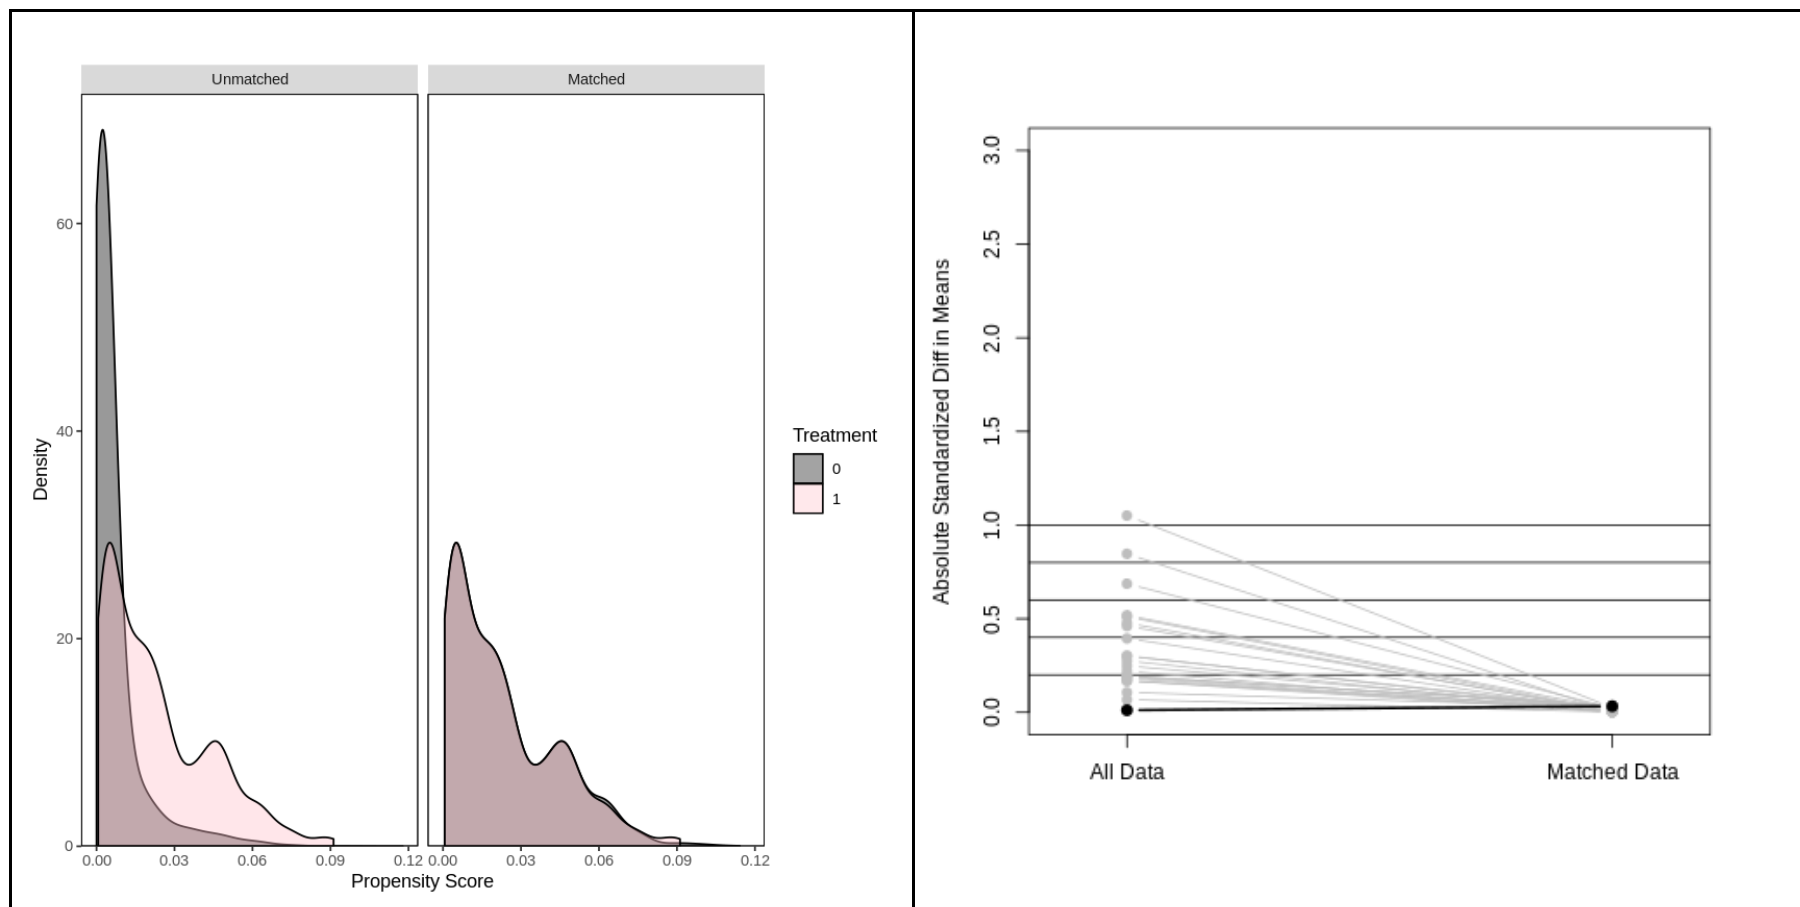 Unmatched
Matched
Density
60
40
20
0
0.00 0.03 0.06 0.09 0.12
0.00 0.03 0.06 0.09 0.12
Propensity Score
Treatment
0
1
Absolute Standardized Diff in Means
3.0
2.5
2.0
1.5
1.0
0.5
0.0
All Data
Matched Data